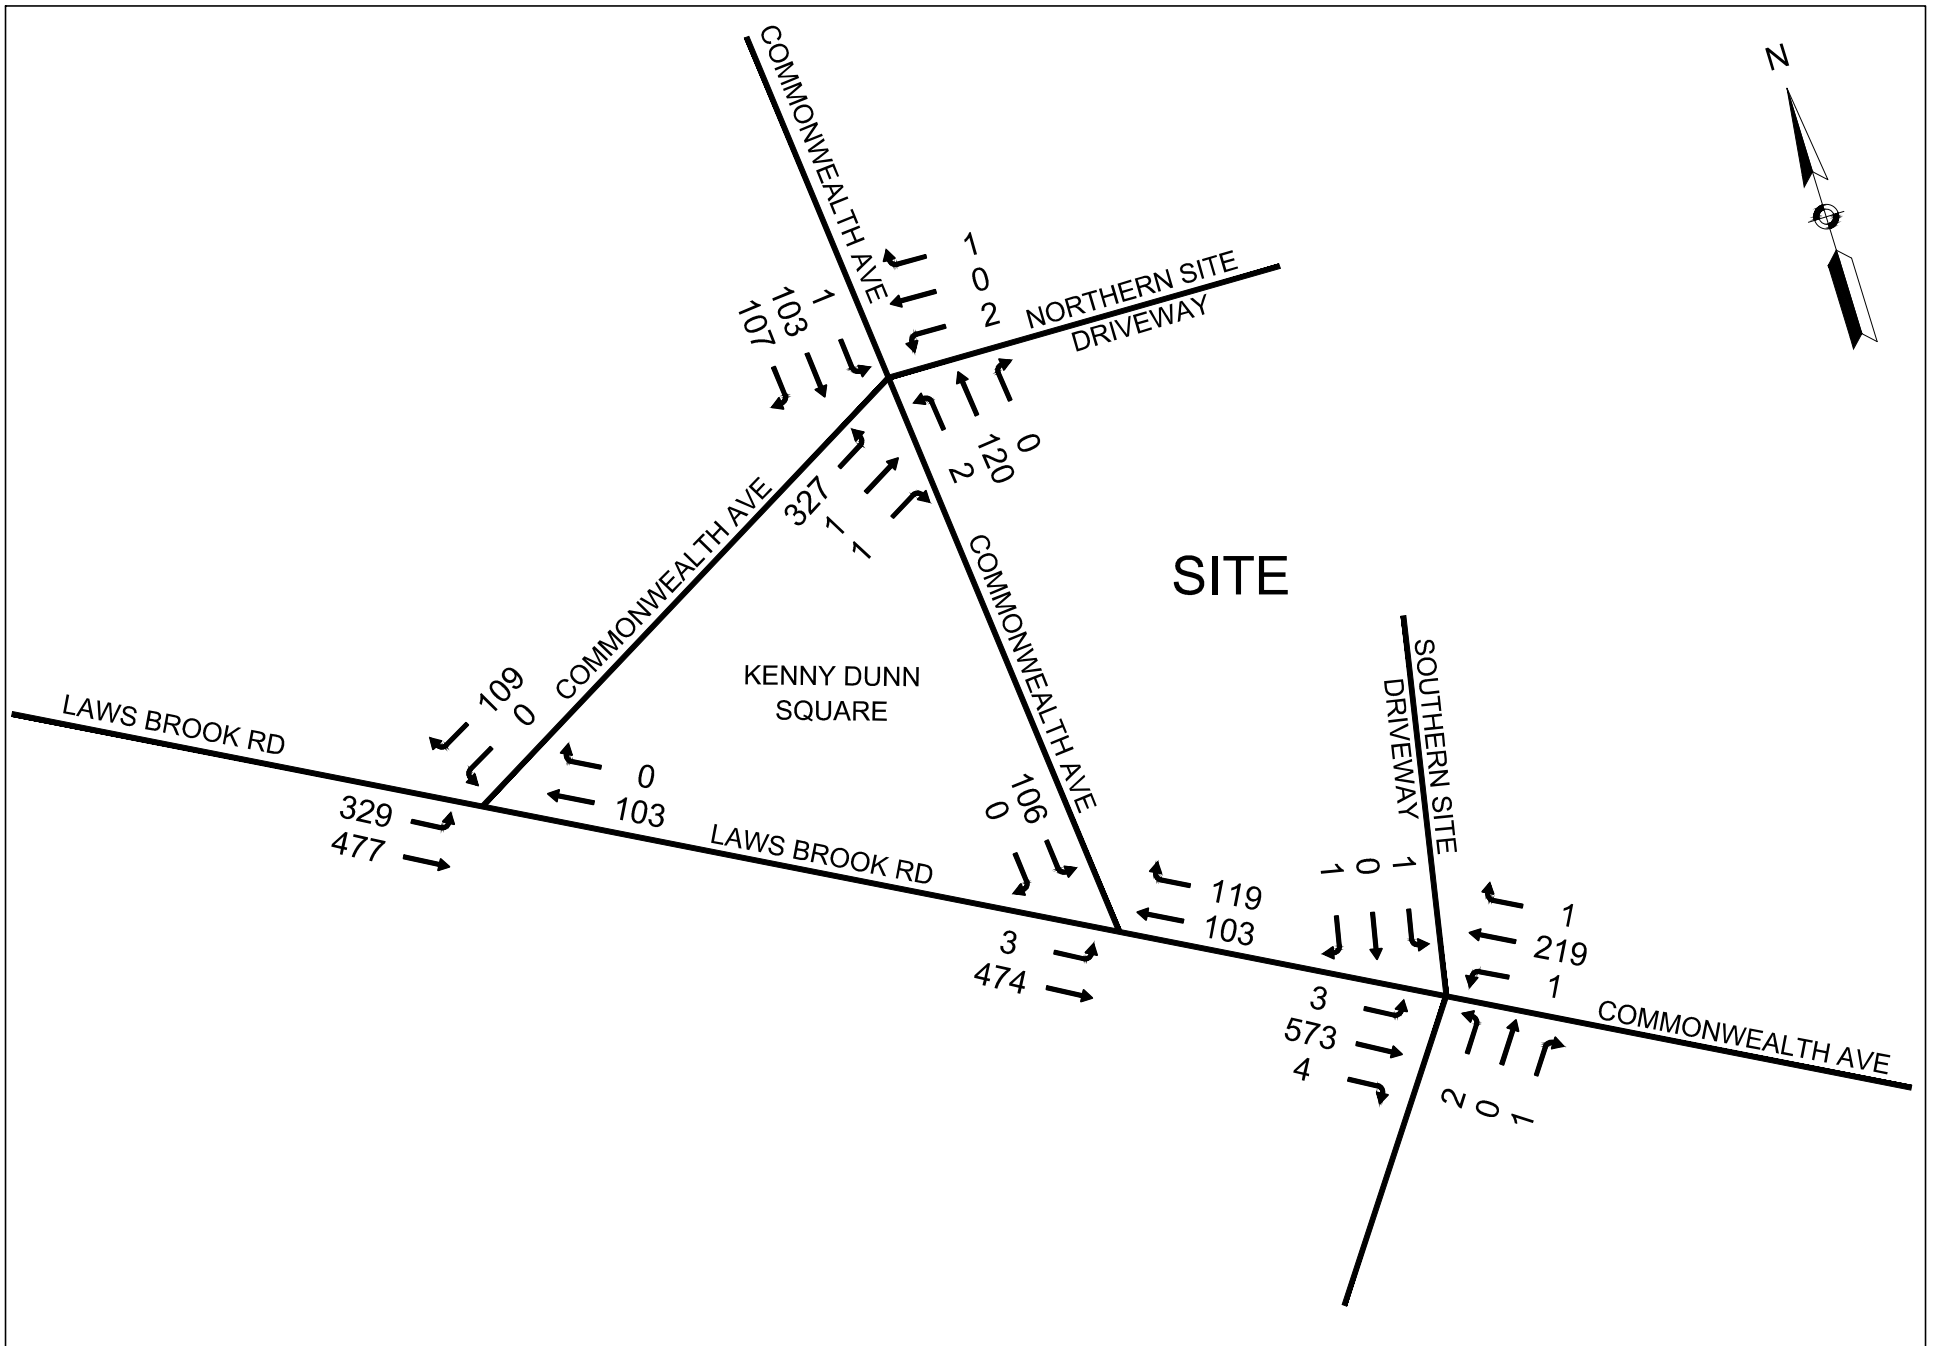 N
COMMONWEALTH AVE
1
0
2
NORTHERN SITE
DRIVEWAY
107
103
1
2
120
0
327
1
1
COMMONWEALTH AVE
COMMONWEALTH AVE
SITE
KENNY DUNN
SQUARE
SOUTHERN SITE
DRIVEWAY
LAWS BROOK RD
109
0
329
477
0
103
LAWS BROOK RD
0
106
3
474
119
103
1
0
1
1
219
1
3
573
4
2
0
1
COMMONWEALTH AVE